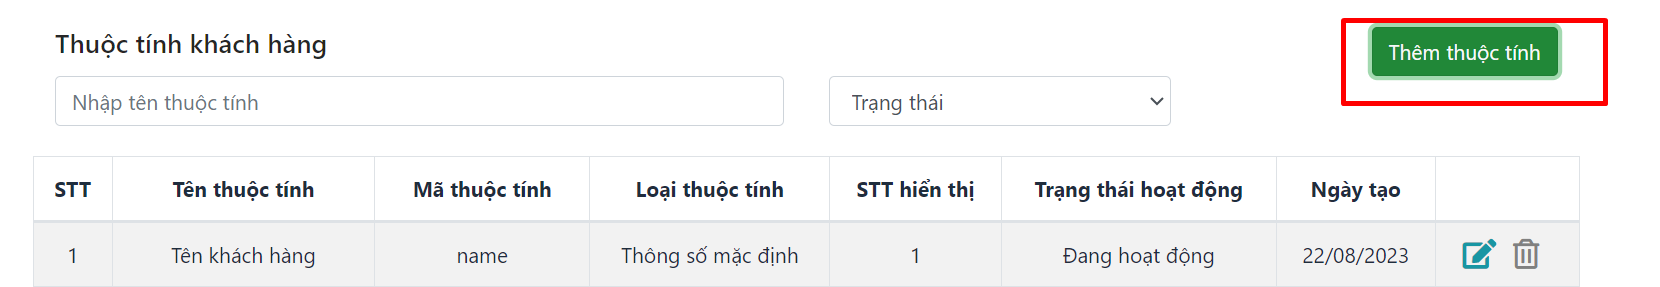 Thuộc tính khách hàng
Thêm thuộc tính
Nhập tên thuộc tính
Trạng thái
STT Tên thuộc tính Mã thuộc tính Loại thuộc tính STT hiển thị Trạng thái hoạt động Ngày tạo
1 Tên khách hàng name Thông số mặc định 1 Đang hoạt động 22/08/2023